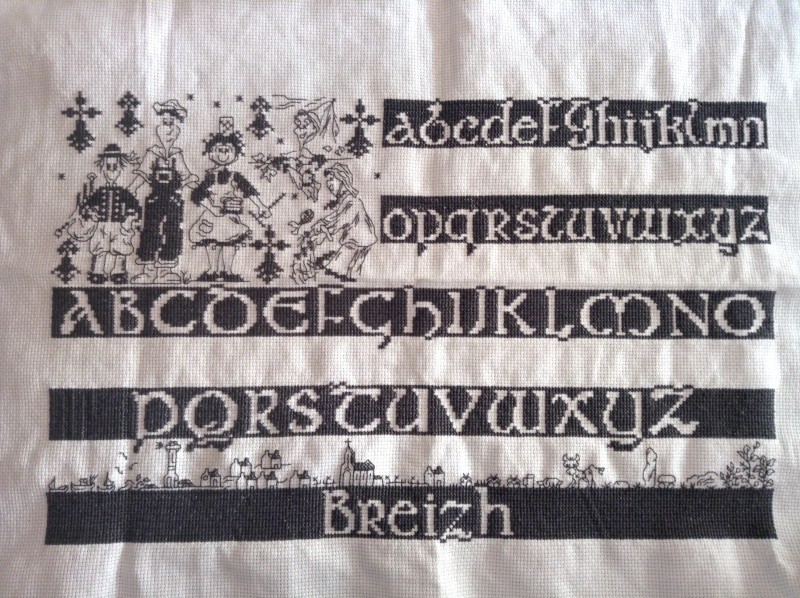 abcdefghijklmn
opqrstuvwxyz
ABCDEFGHIJKLMNO
PQRSTUVWXYZ
Breizh